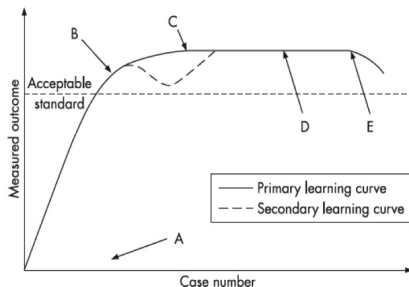 C
B
Acceptable
standard
D
E
Primary learning curve
Secondary learning curve
A
Measured outcome
Case number